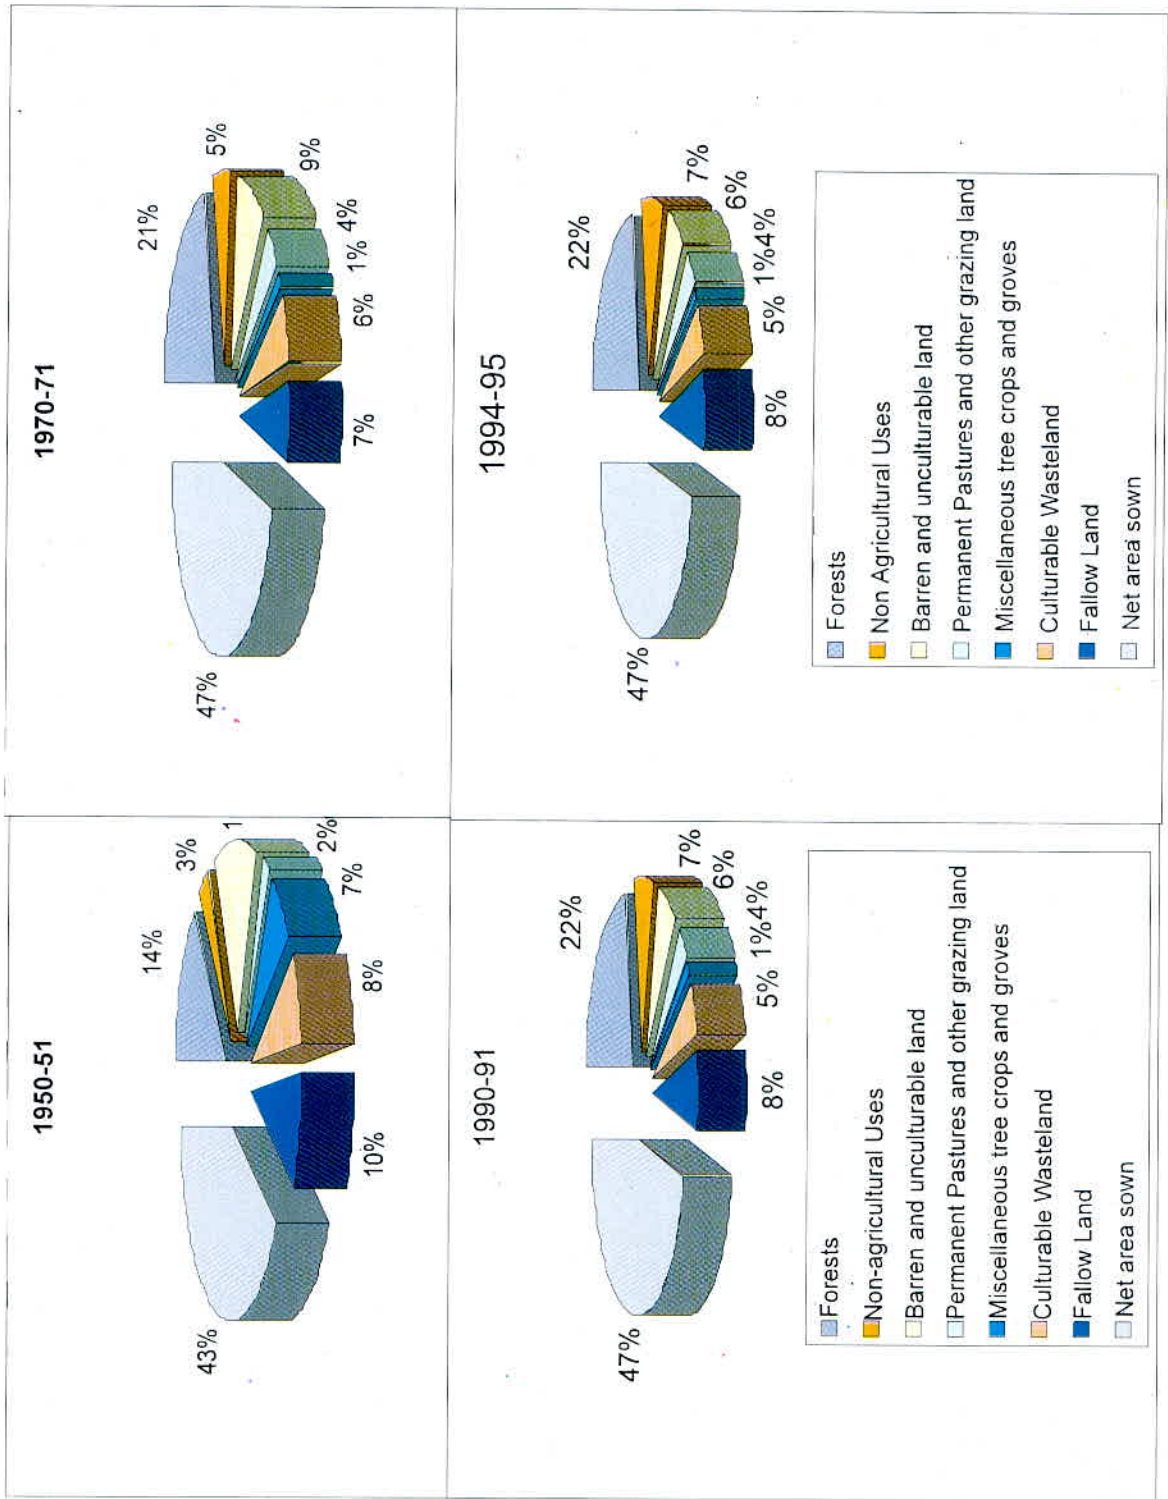 1950-51
14%
3%
1
2%
7%
8%
10%
43%
1970-71
21%
5%
9%
4%
1%
6%
7%
47%
1990-91
22%
7%
6%
1%4%
5%
8%
47%
Forests
Non-agricultural Uses
Barren and unculturable land
Permanent Pastures and other grazing land
Miscellaneous tree crops and groves
Culturable Wasteland
Fallow Land
Net area sown
1994-95
22%
7%
6%
1%4%
5%
8%
47%
Forests
Non Agricultural Uses
Barren and unculturable land
Permanent Pastures and other grazing land
Miscellaneous tree crops and groves
Culturable Wasteland
Fallow Land
Net area sown